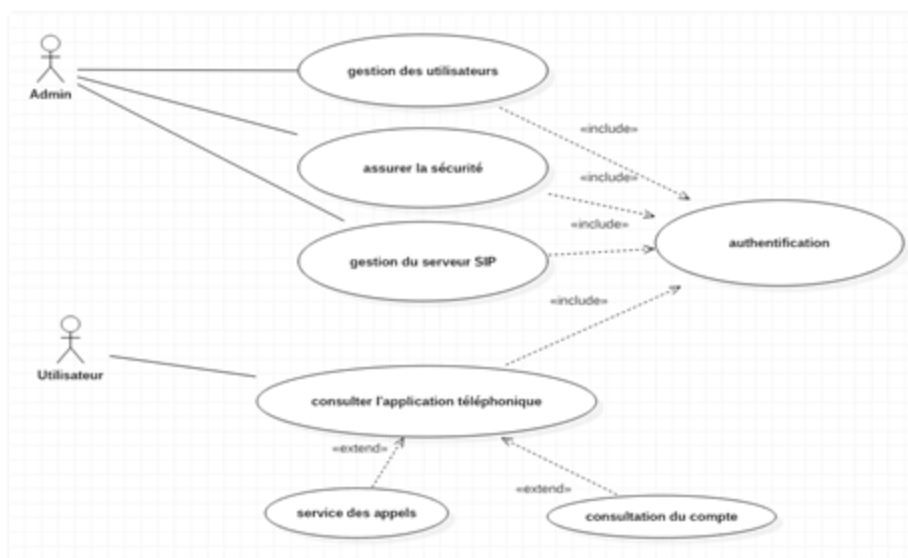 gestion des utilisateurs
Admin
«include»
assurer la sécurité
«include»
«include»
authentification
gestion du serveur SIP
«include»
Utilisateur
consulter l'application téléphonique
«extend»
«extend»
service des appels
consultation du compte